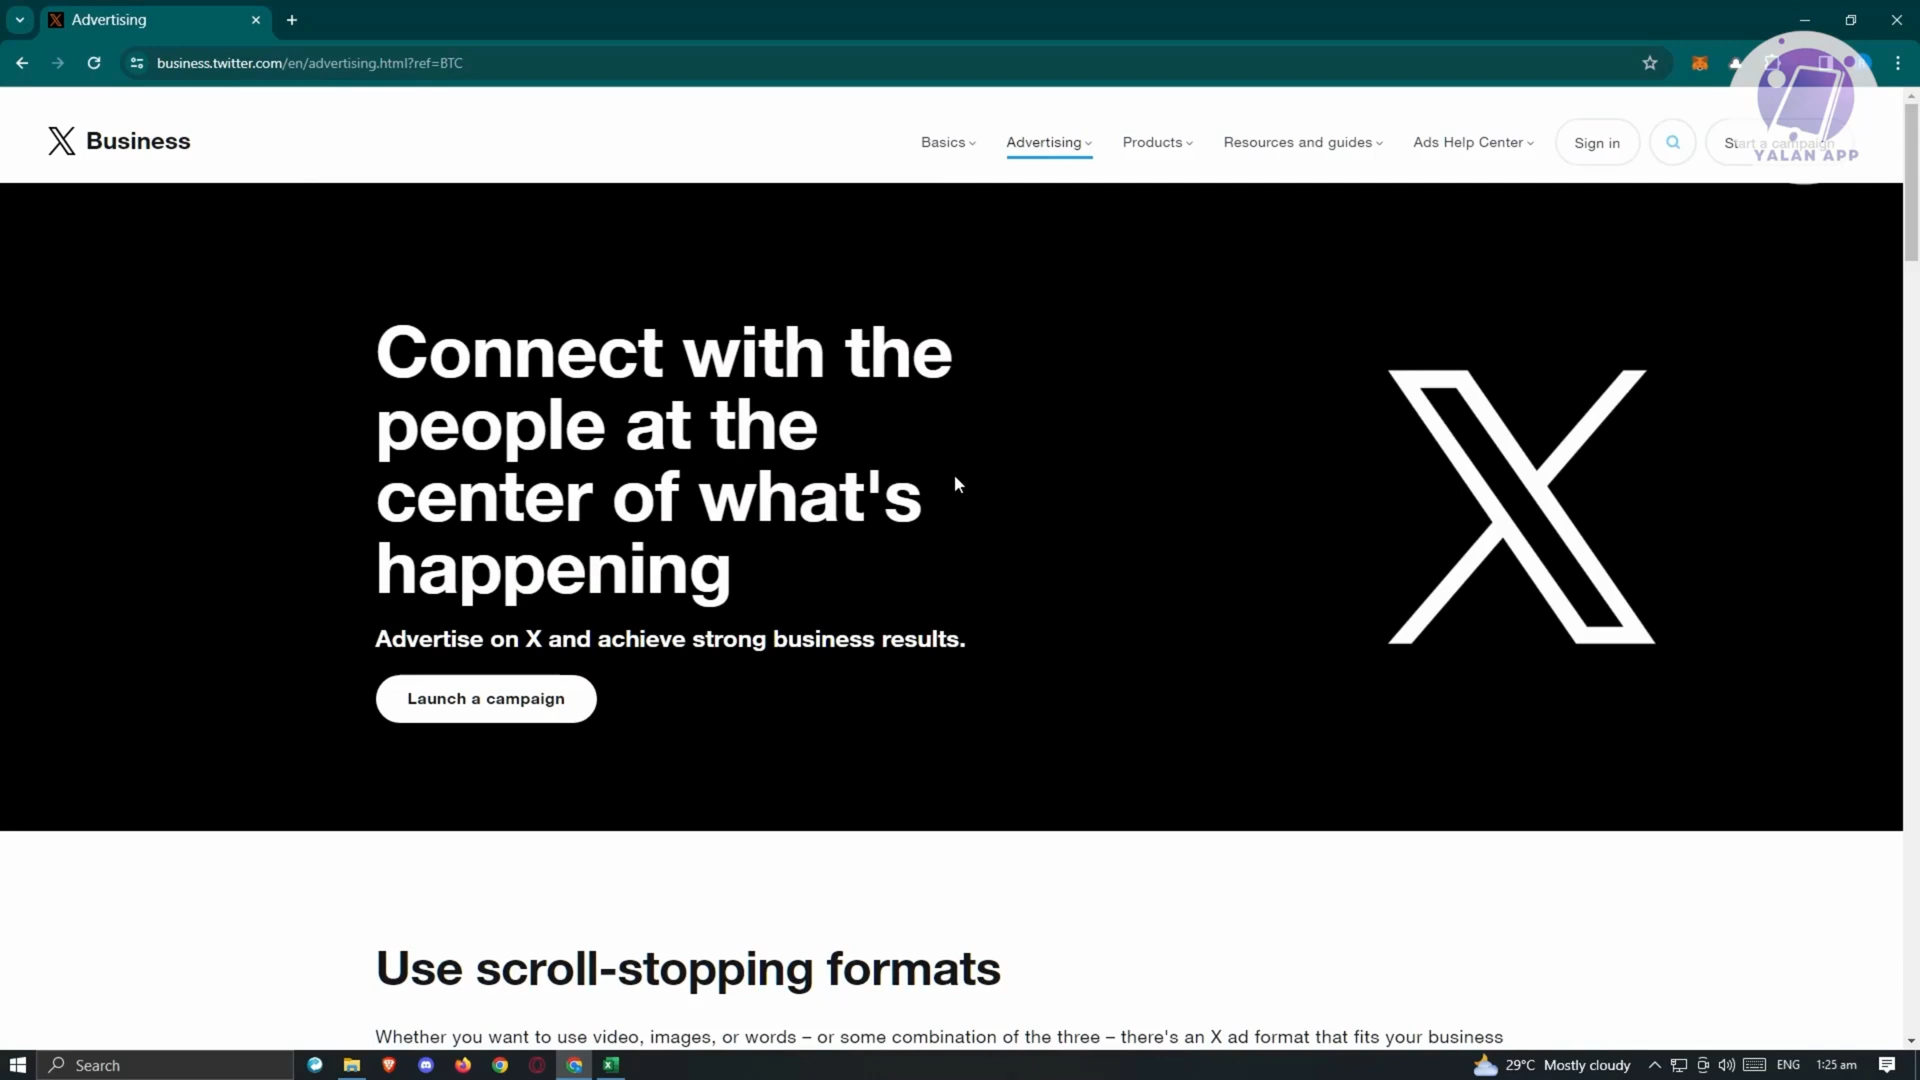 Advertising
business.twitter.com/en/advertising.html?ref=BTC
Business
Basics
Advertising
Products
Resources and guides
Ads Help Center
Sign in
Start a campaign
YALAN APP
Connect with the
people at the
center of what's
happening
Advertise on X and achieve strong business results.
Launch a campaign
Use scroll-stopping formats
Whether you want to use video, images, or words – or some combination of the three – there's an X ad format that fits your business
Search
29°C Mostly cloudy
ENG
1:25 am